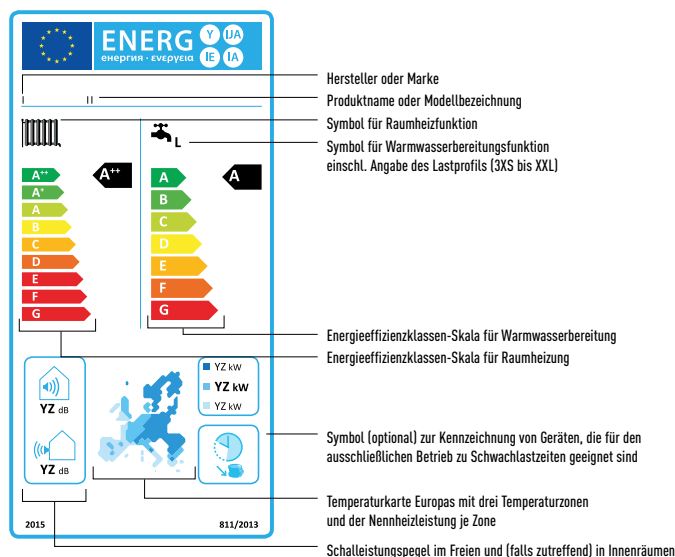 ENERG Y IJA
енергия · ενέργεια IE IA
Hersteller oder Marke
I II
Produktname oder Modellbezeichnung
Symbol für Raumheizfunktion
L
Symbol für Warmwasserbereitungsfunktion
einschl. Angabe des Lastprofils (3XS bis XXL)
A++ A++
A+
A
B
C
D
E
F
G
A A
B
C
D
E
F
G
Energieeffizienzklassen-Skala für Warmwasserbereitung
Energieeffizienzklassen-Skala für Raumheizung
YZ dB
YZ dB
YZ kW
YZ kW
YZ kW
Symbol (optional) zur Kennzeichnung von Geräten, die für den
ausschließlichen Betrieb zu Schwachlastzeiten geeignet sind
Temperaturkarte Europas mit drei Temperaturzonen
und der Nennheizleistung je Zone
2015 811/2013
Schalleistungspegel im Freien und (falls zutreffend) in Innenräumen